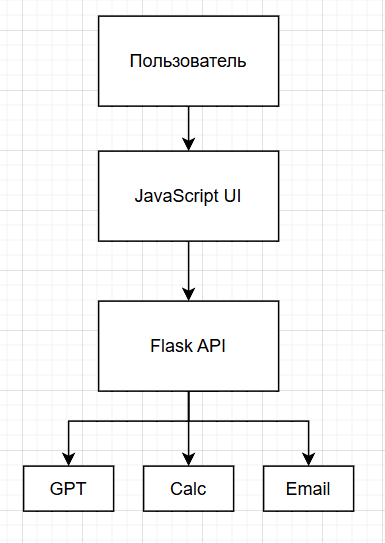 Пользователь
JavaScript UI
Flask API
GPT
Calc
Email